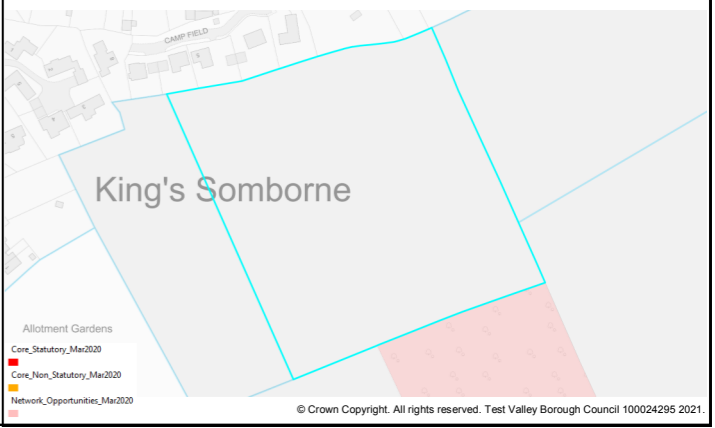 CAMP FIELD
King's Somborne
Allotment Gardens
Core_Statutory_Mar2020
Core_Non_Statutory_Mar2020
Network_Opportunities_Mar2020
© Crown Copyright. All rights reserved. Test Valley Borough Council 100024295 2021.